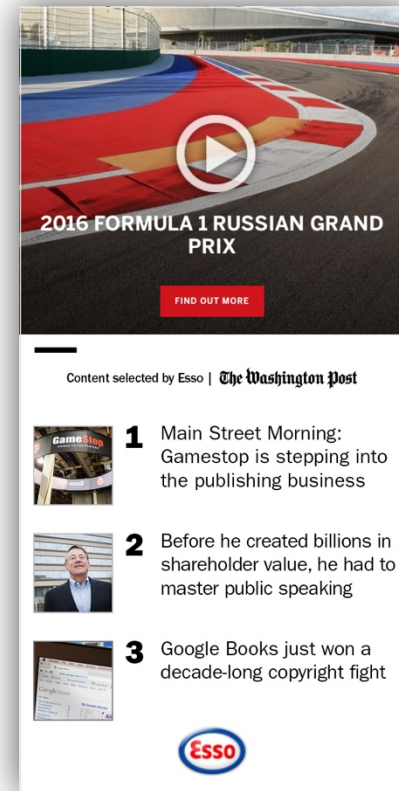 2016 FORMULA 1 RUSSIAN GRAND
PRIX
FIND OUT MORE
Content selected by Esso | The Washington Post
GameStop
1 Main Street Morning:
Gamestop is stepping into
the publishing business
2 Before he created billions in
shareholder value, he had to
master public speaking
Google books
3 Google Books just won a
decade-long copyright fight
Esso